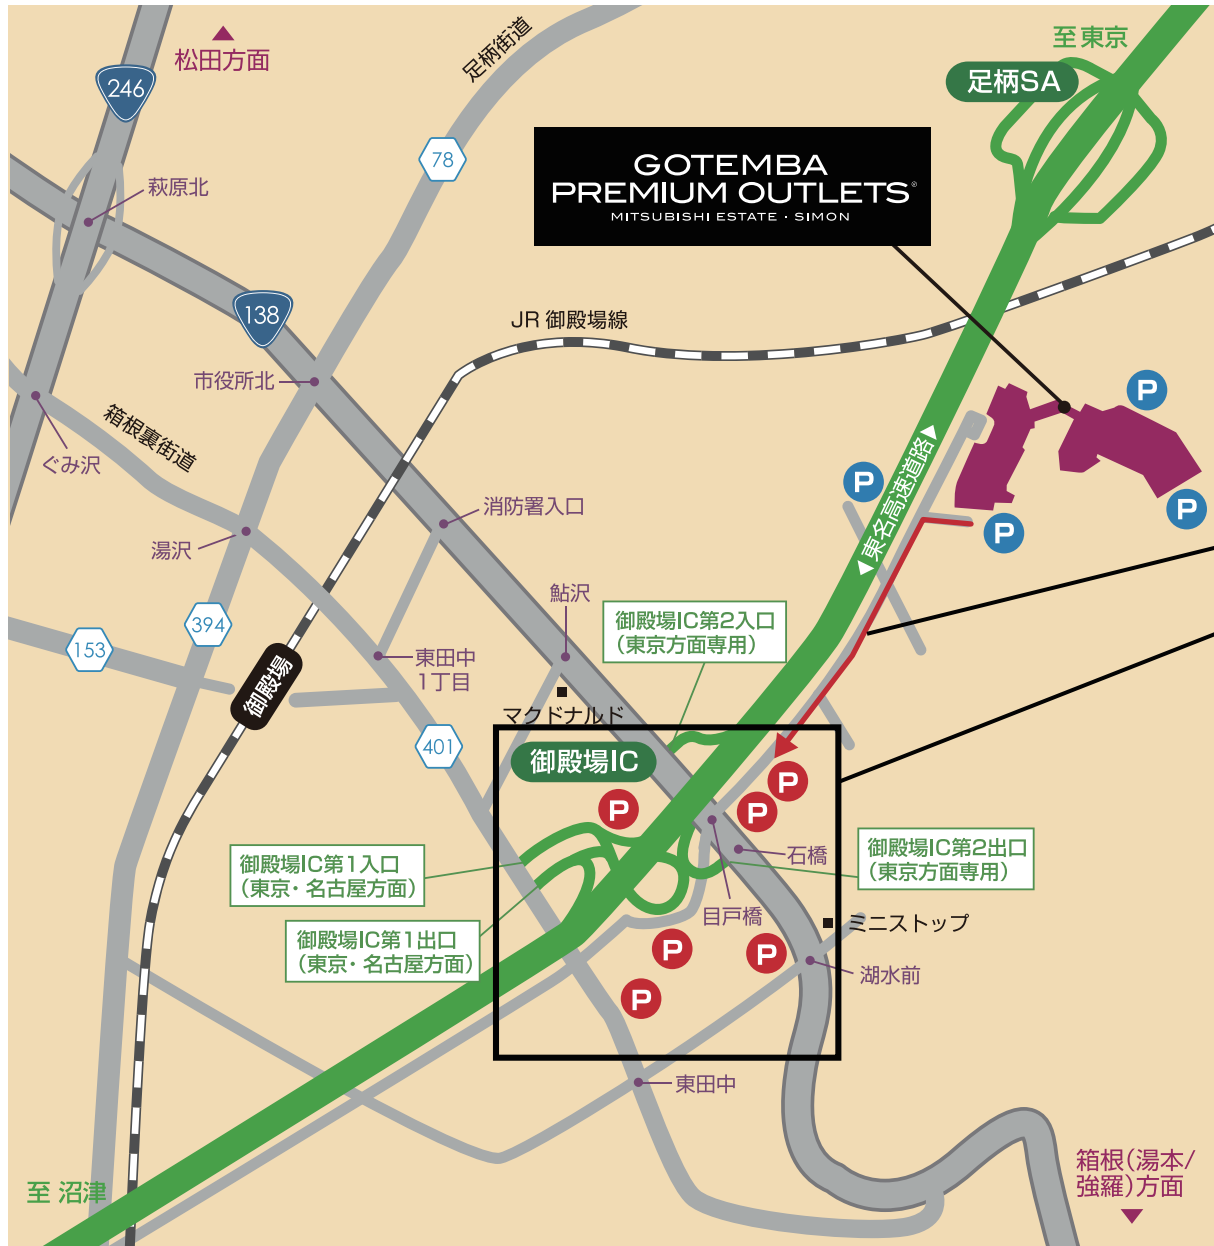 至 東京
足柄SA
松田方面
足柄街道
246
78
GOTEMBA
PREMIUM OUTLETS®
MITSUBISHI ESTATE · SIMON
萩原北
138
JR 御殿場線
市役所北
箱根裏街道
ぐみ沢
P
P
P
P
東名高速道路
消防署入口
湯沢
鮎沢
御殿場IC第2入口
(東京方面専用)
394
153
東田中
1丁目
御殿場
マクドナルド
401
御殿場IC
P
P
P
御殿場IC第1入口
(東京・名古屋方面)
石橋
御殿場IC第2出口
(東京方面専用)
目戸橋
ミニストップ
御殿場IC第1出口
(東京・名古屋方面)
P
P
P
湖水前
東田中
至 沼津
箱根(湯本/
強羅)方面